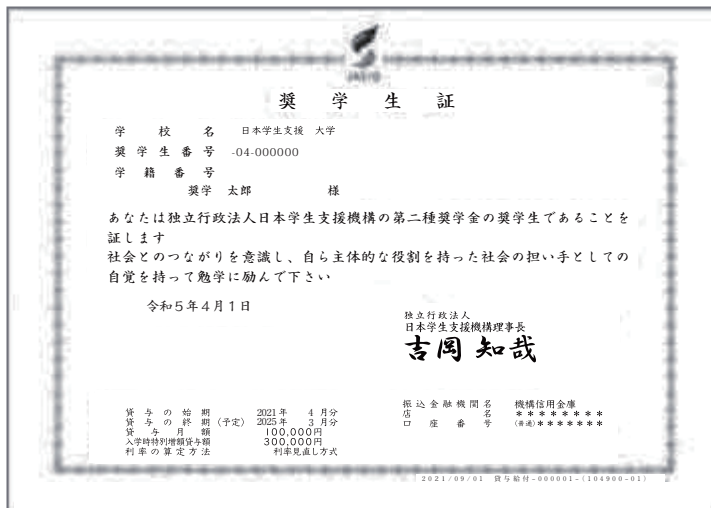 JASSO
奨学生証
学校名 日本学生支援 大学
奨学生番号 -04-000000
学籍番号
奨学 太郎 様
あなたは独立行政法人日本学生支援機構の第二種奨学金の奨学生であることを
証します
社会とのつながりを意識し、自ら主体的な役割を持った社会の担い手としての
自覚を持って勉学に励んで下さい
令和5年4月1日
独立行政法人
日本学生支援機構理事長
吉岡 知哉
貸与の始期 2021年 4月分
貸与の終期(予定) 2025年 3月分
貸与月額 100,000円
入学時特別増額貸与額 300,000円
利率の算定方法 利率見直し方式
振込金融機関名 機構信用金庫
店名 ********
口座番号 (普通)*******
2021/09/01 貸与給付-000001-(104900-01)